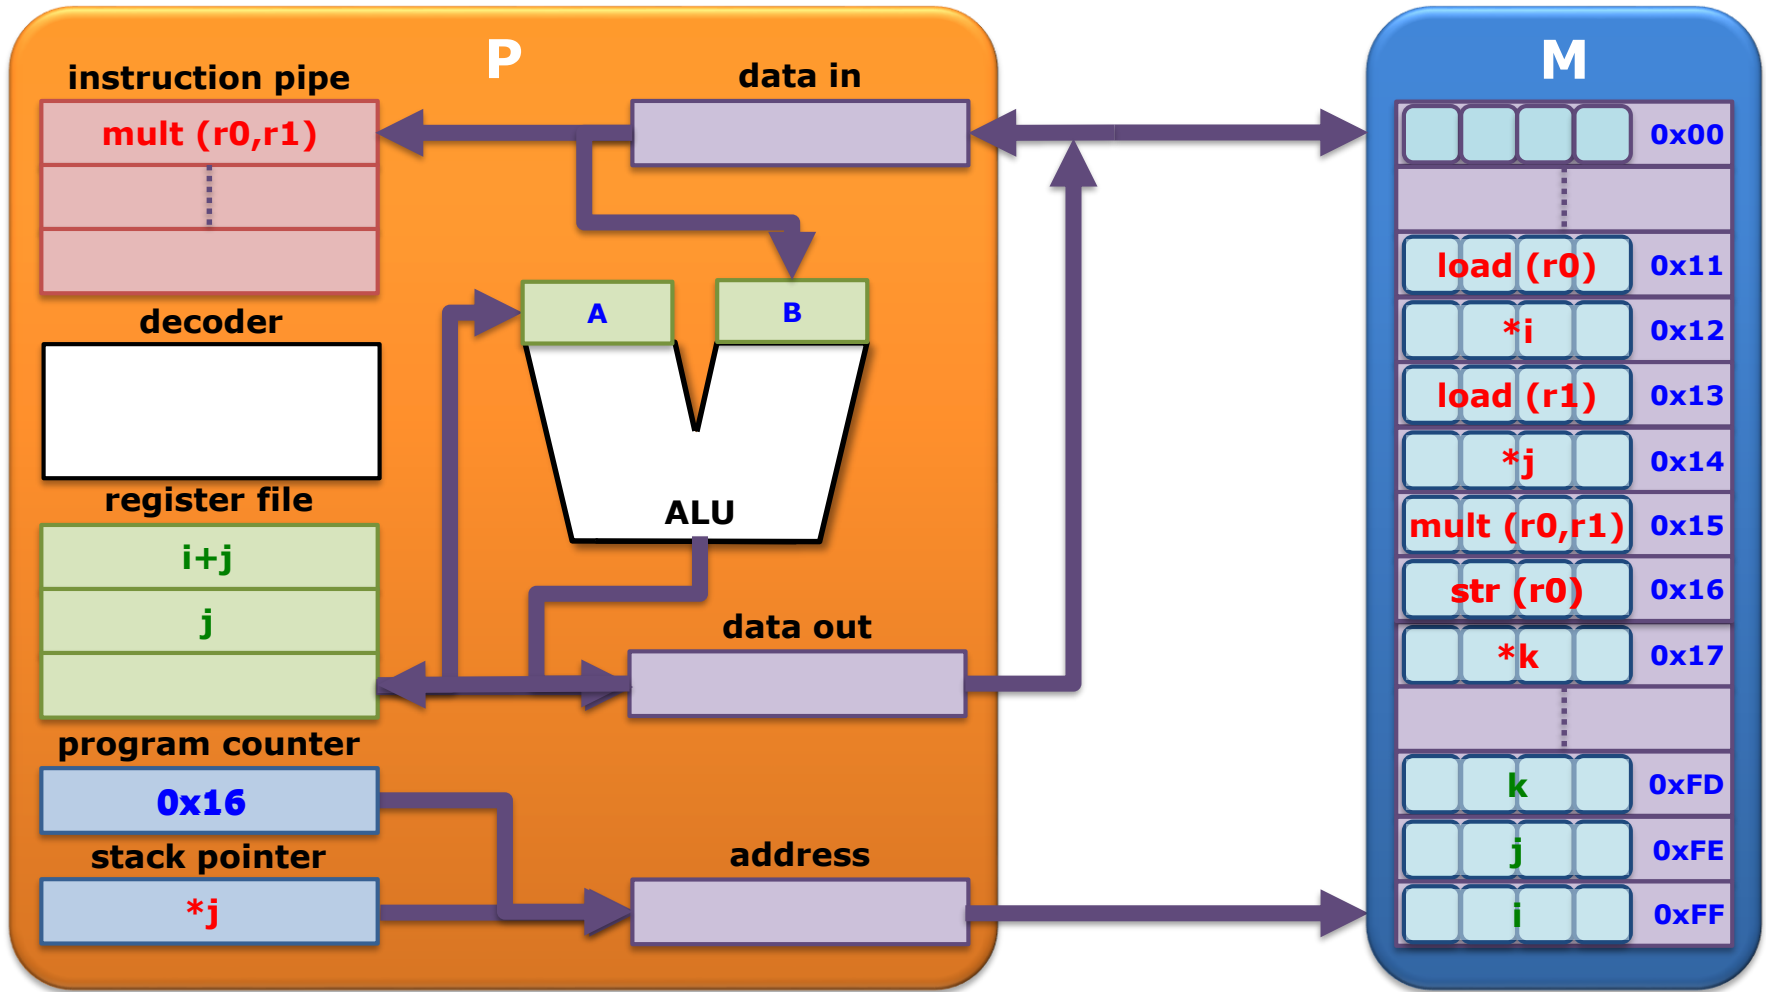 P
instruction pipe
mult (r0,r1)
data in
decoder
A
B
ALU
register file
i+j
j
data out
program counter
0x16
stack pointer
*j
address
M
0x00
load (r0) 0x11
*i 0x12
load (r1) 0x13
*j 0x14
mult (r0,r1) 0x15
str (r0) 0x16
*k 0x17
k 0xFD
j 0xFE
i 0xFF